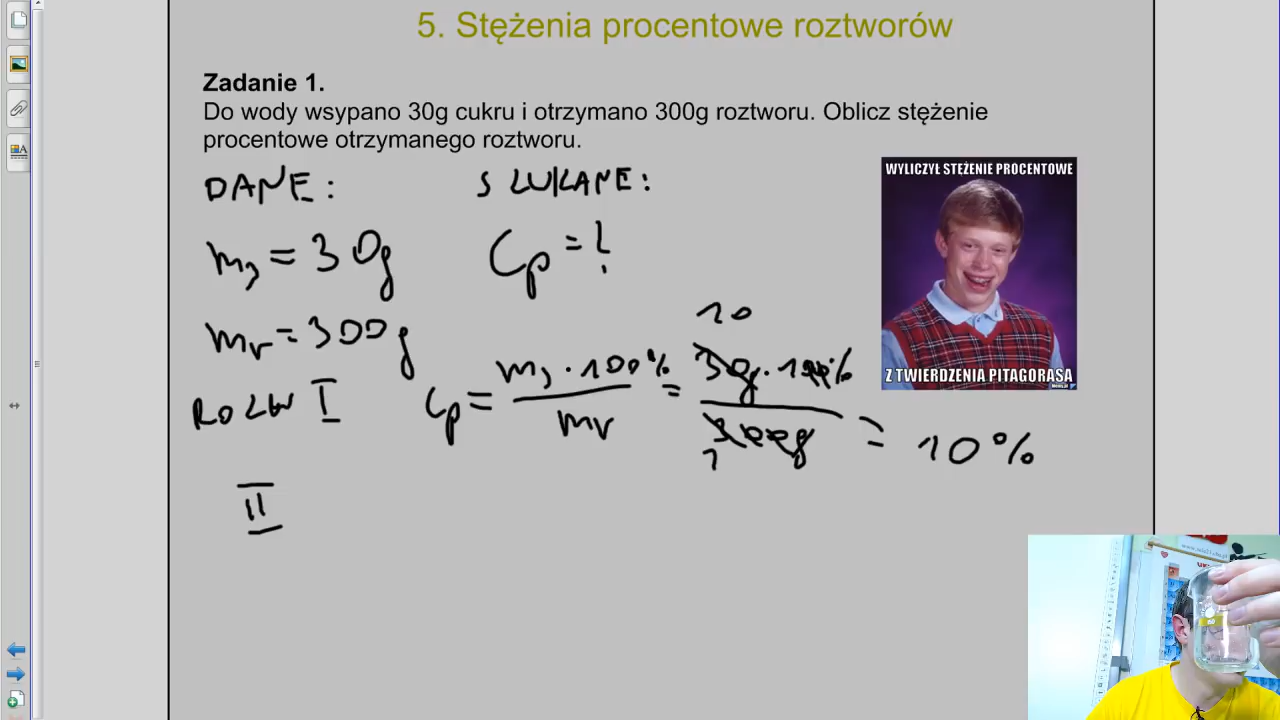 5. Stężenia procentowe roztworów
Zadanie 1.
Do wody wsypano 30g cukru i otrzymano 300g roztworu. Oblicz stężenie
procentowe otrzymanego roztworu.
DANE: SZUKANE:
ms = 30g Cp = ?
mr = 300g
WYLICZYŁ STĘŻENIE PROCENTOWE
Z TWIERDZENIA PITAGORASA
ROZW I Cp = ms · 100% / mr = 30g · 100% / 300g = 10%
10
1
II